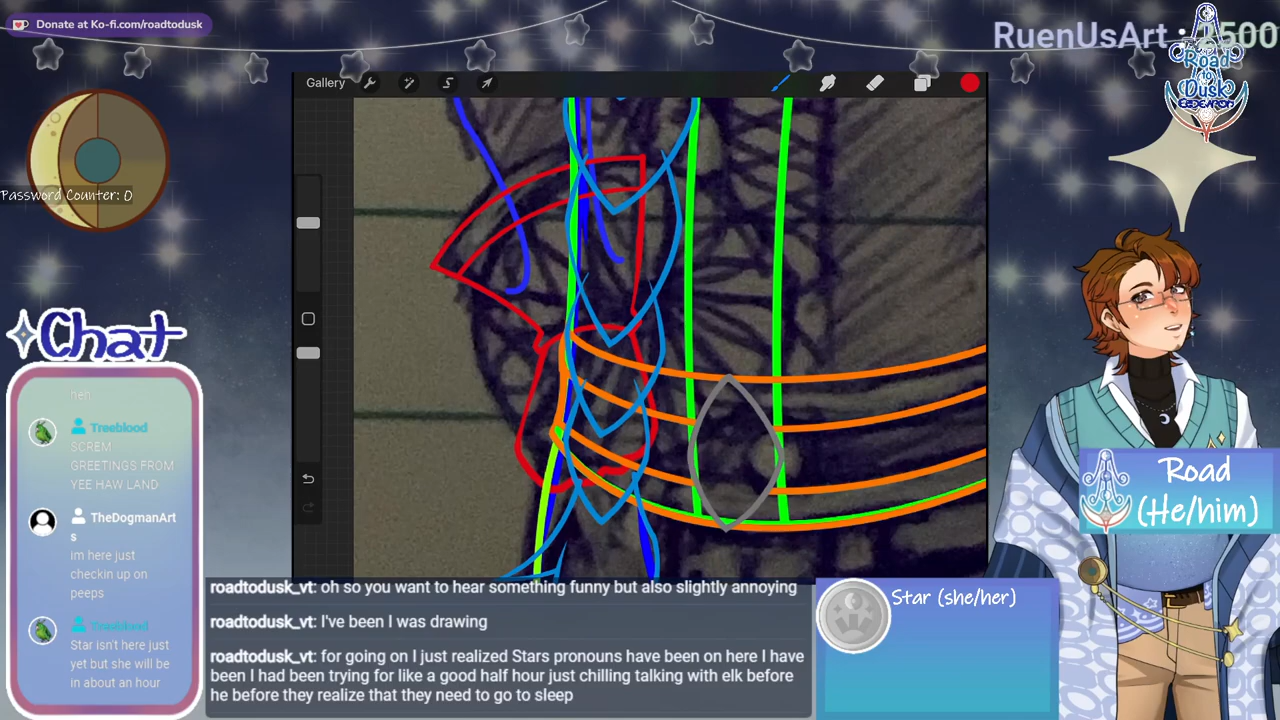 Donate at Ko-fi.com/roadtodusk
RuenUsArt : 2500
Road
to
Dusk
Gallery
Password Counter: 0
Chat
heh
Treeblood
SCREM
GREETINGS FROM
YEE HAW LAND
TheDogmanArt
s
im here just
checkin up on
peeps
Treeblood
Star isn't here just
yet but she will be
in about an hour
roadtodusk_vt: oh so you want to hear something funny but also slightly annoying
roadtodusk_vt: I've been I was drawing
roadtodusk_vt: for going on I just realized Stars pronouns have been on here I have
been I had been trying for like a good half hour just chilling talking with elk before
he before they realize that they need to go to sleep
Star (she/her)
Road
(He/him)